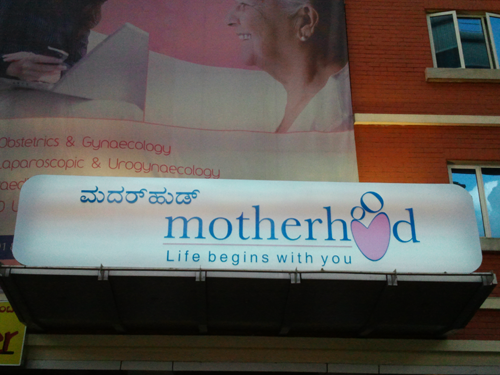 Obstetrics & Gynaecology
Laparoscopic & Urogynaecology
ಮದರ್‌ಹುಡ್
motherhood
Life begins with you